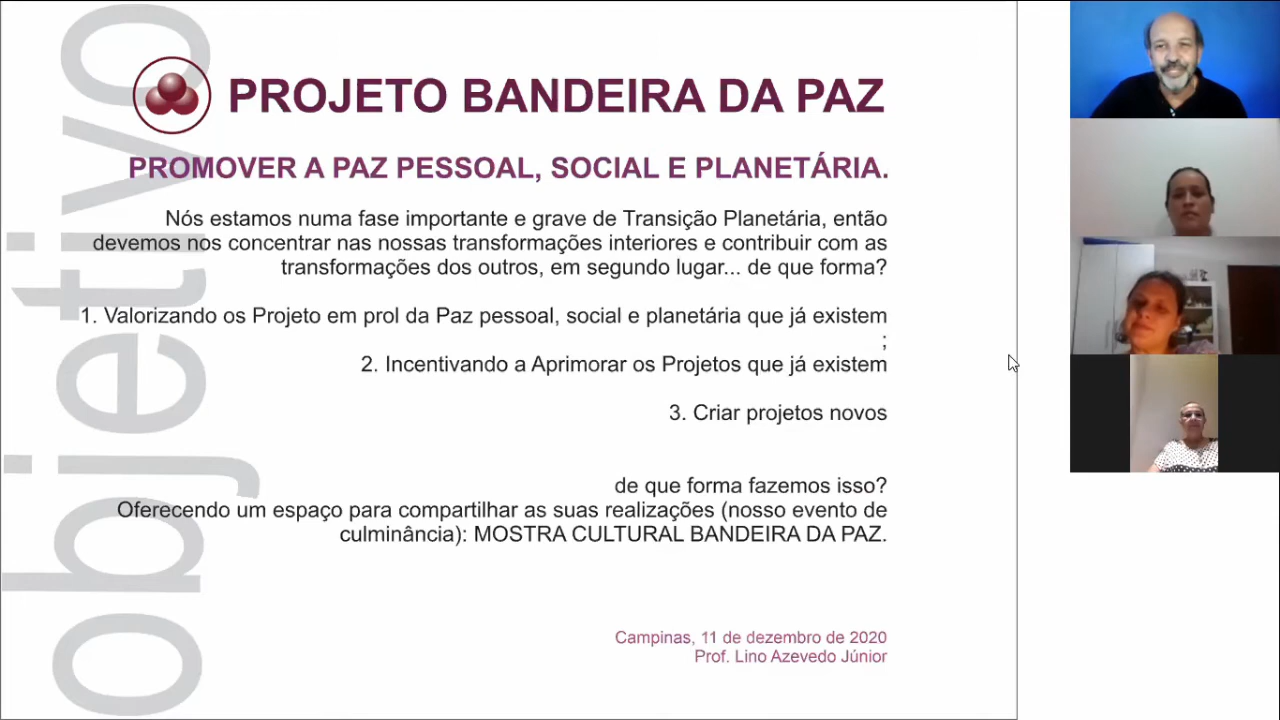 objetivo
PROJETO BANDEIRA DA PAZ
PROMOVER A PAZ PESSOAL, SOCIAL E PLANETÁRIA.
Nós estamos numa fase importante e grave de Transição Planetária, então
devemos nos concentrar nas nossas transformações interiores e contribuir com as
transformações dos outros, em segundo lugar... de que forma?
1. Valorizando os Projeto em prol da Paz pessoal, social e planetária que já existem
;
2. Incentivando a Aprimorar os Projetos que já existem
3. Criar projetos novos
de que forma fazemos isso?
Oferecendo um espaço para compartilhar as suas realizações (nosso evento de
culminância): MOSTRA CULTURAL BANDEIRA DA PAZ.
Campinas, 11 de dezembro de 2020
Prof. Lino Azevedo Júnior